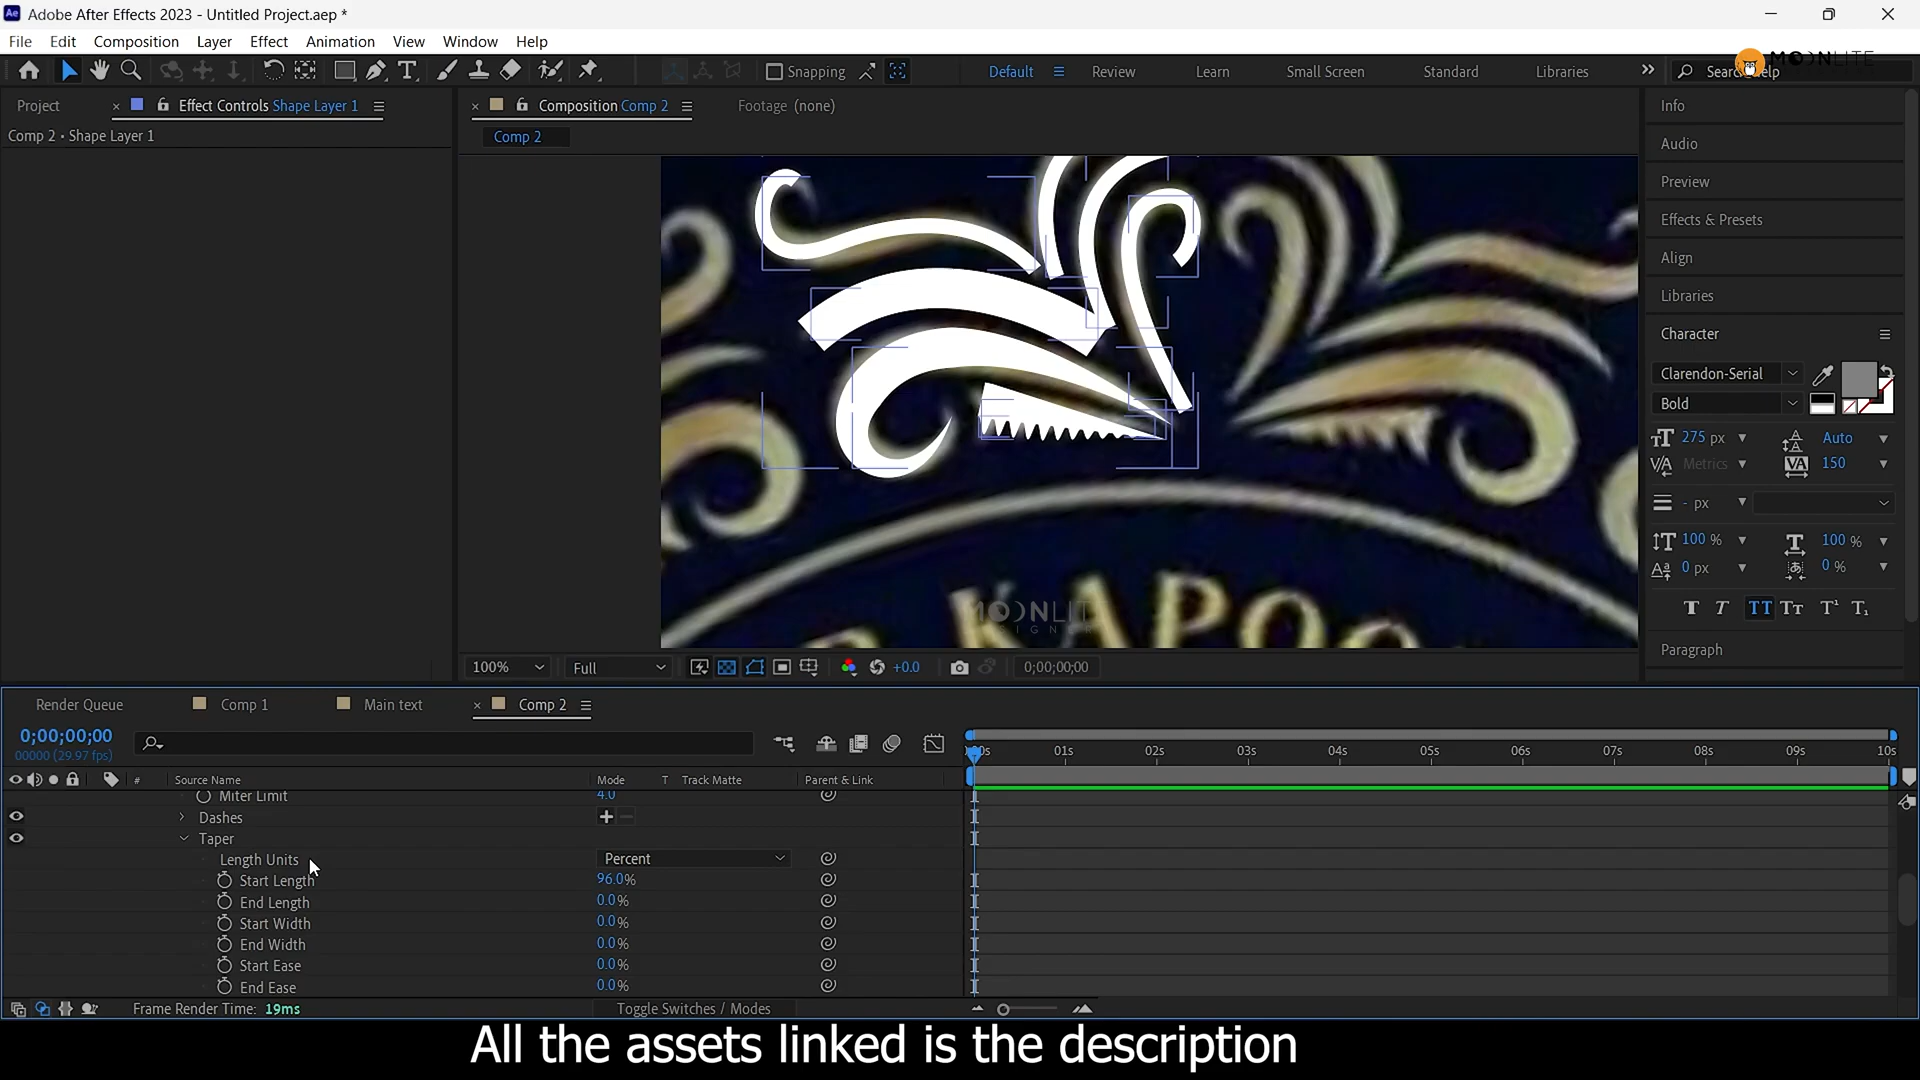 Ae Adobe After Effects 2023 - Untitled Project.aep *
File Edit Composition Layer Effect Animation View Window Help
Snapping Default Review Learn Small Screen Standard Libraries
MOONLITE
Project Effect Controls Shape Layer 1 Composition Comp 2 Footage (none)
Comp 2 • Shape Layer 1
Comp 2
Info
Audio
Preview
Effects & Presets
Align
Libraries
Character
Clarendon-Serial
Bold
275 px Auto
Metrics 150
- px
100 % 100 %
0 px 0 %
Paragraph
KAPOO
100% Full +0.0 0;00;00;00
Render Queue Comp 1 Main text Comp 2
0;00;00;00
00000 (29.97 fps)
01s 02s 03s 04s 05s 06s 07s 08s 09s 10s
# Source Name Mode T Track Matte Parent & Link
Miter Limit 4.0
Dashes
Taper
Length Units Percent
Start Length 96.0%
End Length 0.0%
Start Width 0.0%
End Width 0.0%
Start Ease 0.0%
End Ease 0.0%
Frame Render Time: 19ms Toggle Switches / Modes
All the assets linked is the description